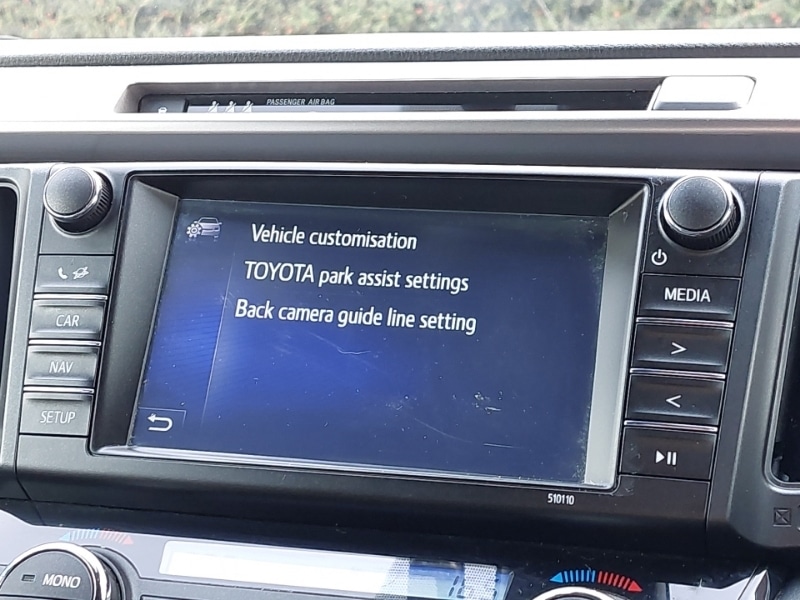 PASSENGER AIR BAG
Vehicle customisation
TOYOTA park assist settings
Back camera guide line setting
CAR
NAV
SETUP
MEDIA
>
<
510110
MONO